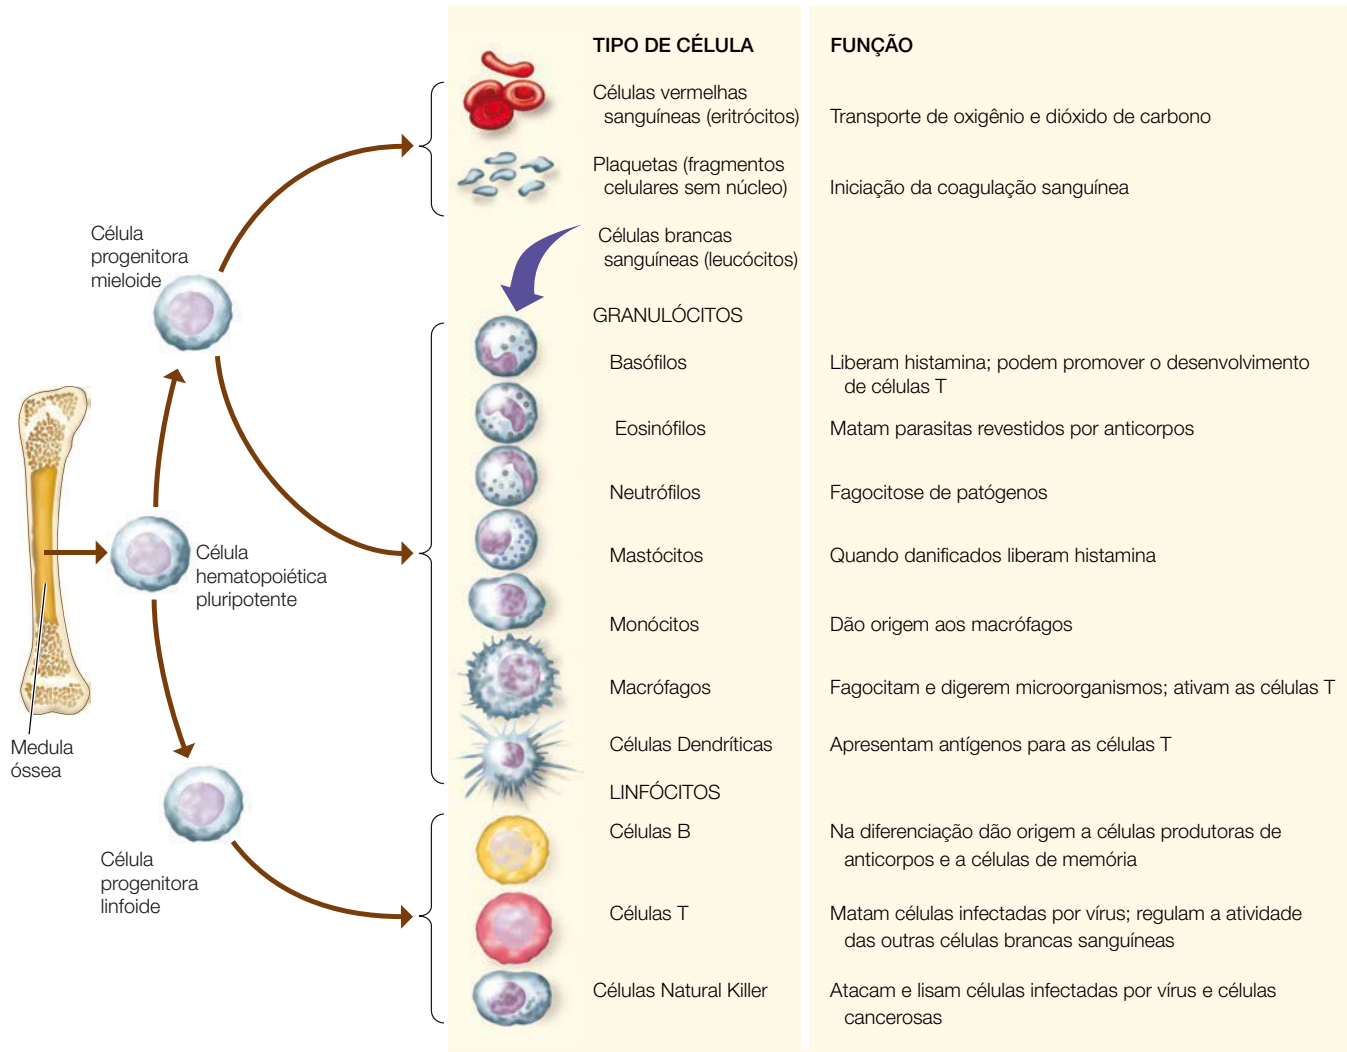 TIPO DE CÉLULA
FUNÇÃO
Células vermelhas
sanguíneas (eritrócitos)
Transporte de oxigênio e dióxido de carbono
Plaquetas (fragmentos
celulares sem núcleo)
Iniciação da coagulação sanguínea
Células brancas
sanguíneas (leucócitos)
GRANULÓCITOS
Basófilos
Liberam histamina; podem promover o desenvolvimento
de células T
Eosinófilos
Matam parasitas revestidos por anticorpos
Neutrófilos
Fagocitose de patógenos
Mastócitos
Quando danificados liberam histamina
Monócitos
Dão origem aos macrófagos
Macrófagos
Fagocitam e digerem microorganismos; ativam as células T
Células Dendríticas
Apresentam antígenos para as células T
LINFÓCITOS
Células B
Na diferenciação dão origem a células produtoras de
anticorpos e a células de memória
Células T
Matam células infectadas por vírus; regulam a atividade
das outras células brancas sanguíneas
Células Natural Killer
Atacam e lisam células infectadas por vírus e células
cancerosas
Célula
progenitora
mieloide
Célula
hematopoiética
pluripotente
Medula
óssea
Célula
progenitora
linfoide